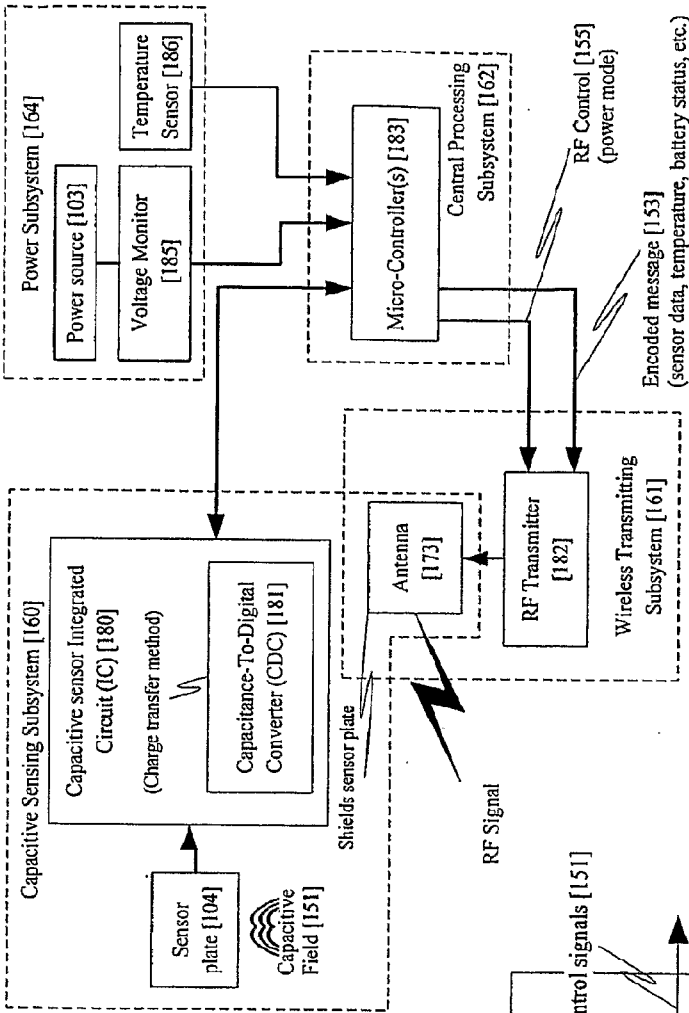 Capacitive Sensing Subsystem [160]
Capacitive sensor Integrated
Circuit (IC) [180]
(Charge transfer method)
Capacitance-To-Digital
Converter (CDC) [181]
Sensor
plate [104]
Capacitive
Field [151]
Shields sensor plate
Antenna
[173]
RF Signal
RF Transmitter
[182]
Wireless Transmitting
Subsystem [161]
Power Subsystem [164]
Power source [103]
Voltage Monitor
[185]
Temperature
Sensor [186]
Micro-Controller(s) [183]
Central Processing
Subsystem [162]
RF Control [155]
(power mode)
Encoded message [153]
(sensor data, temperature, battery status, etc.)
ntrol signals [151]